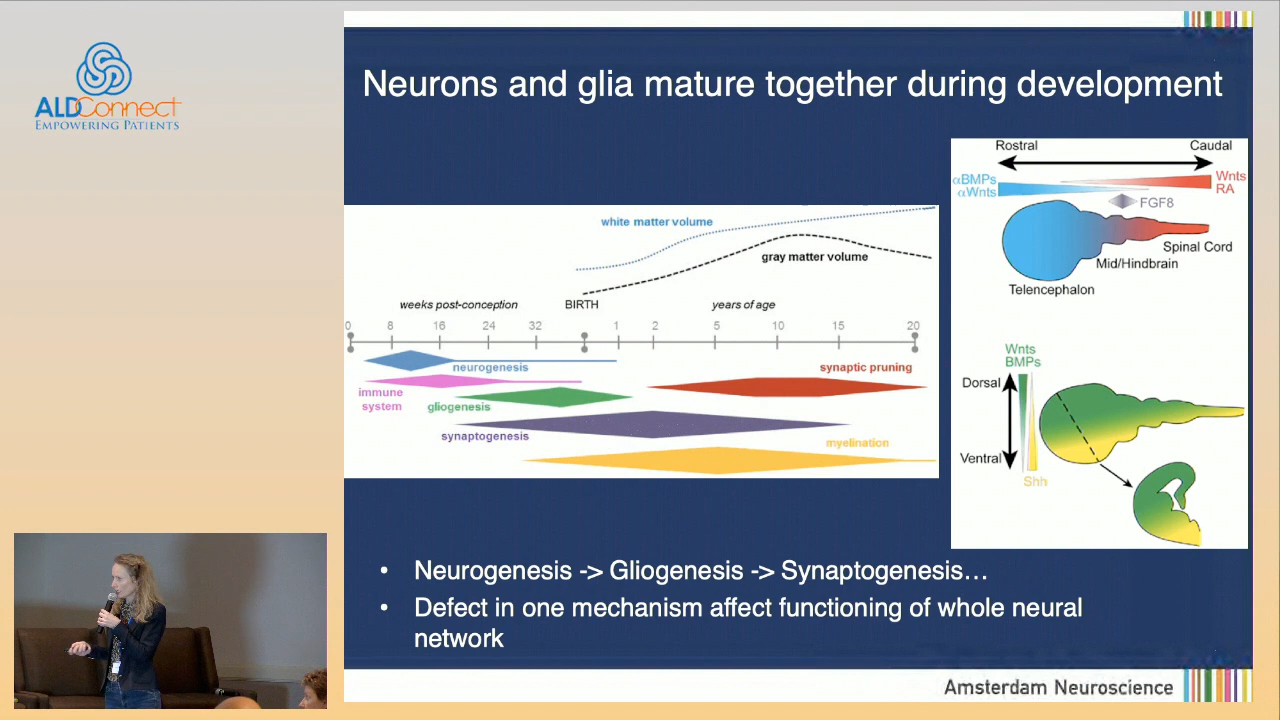 ALDConnect
EMPOWERING PATIENTS
Neurons and glia mature together during development
white matter volume
gray matter volume
weeks post-conception
BIRTH
years of age
0 8 16 24 32 1 2 5 10 15 20
neurogenesis
synaptic pruning
immune
system
gliogenesis
synaptogenesis
myelination
Rostral
Caudal
αBMPs
αWnts
Wnts
RA
FGF8
Spinal Cord
Mid/Hindbrain
Telencephalon
Wnts
BMPs
Dorsal
Ventral
Shh
• Neurogenesis -> Gliogenesis -> Synaptogenesis…
• Defect in one mechanism affect functioning of whole neural
network
Amsterdam Neuroscience